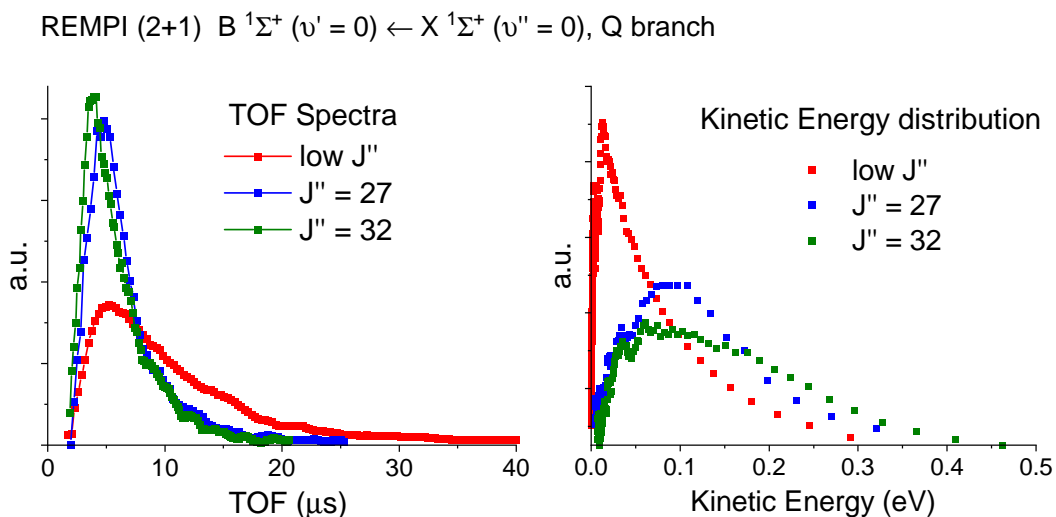 REMPI (2+1)  B ¹Σ⁺ (υ' = 0) ← X ¹Σ⁺ (υ'' = 0), Q branch
TOF Spectra
low J''
J'' = 27
J'' = 32
a.u.
0 10 20 30 40
TOF (μs)
Kinetic Energy distribution
low J''
J'' = 27
J'' = 32
a.u.
0.0 0.1 0.2 0.3 0.4 0.5
Kinetic Energy (eV)